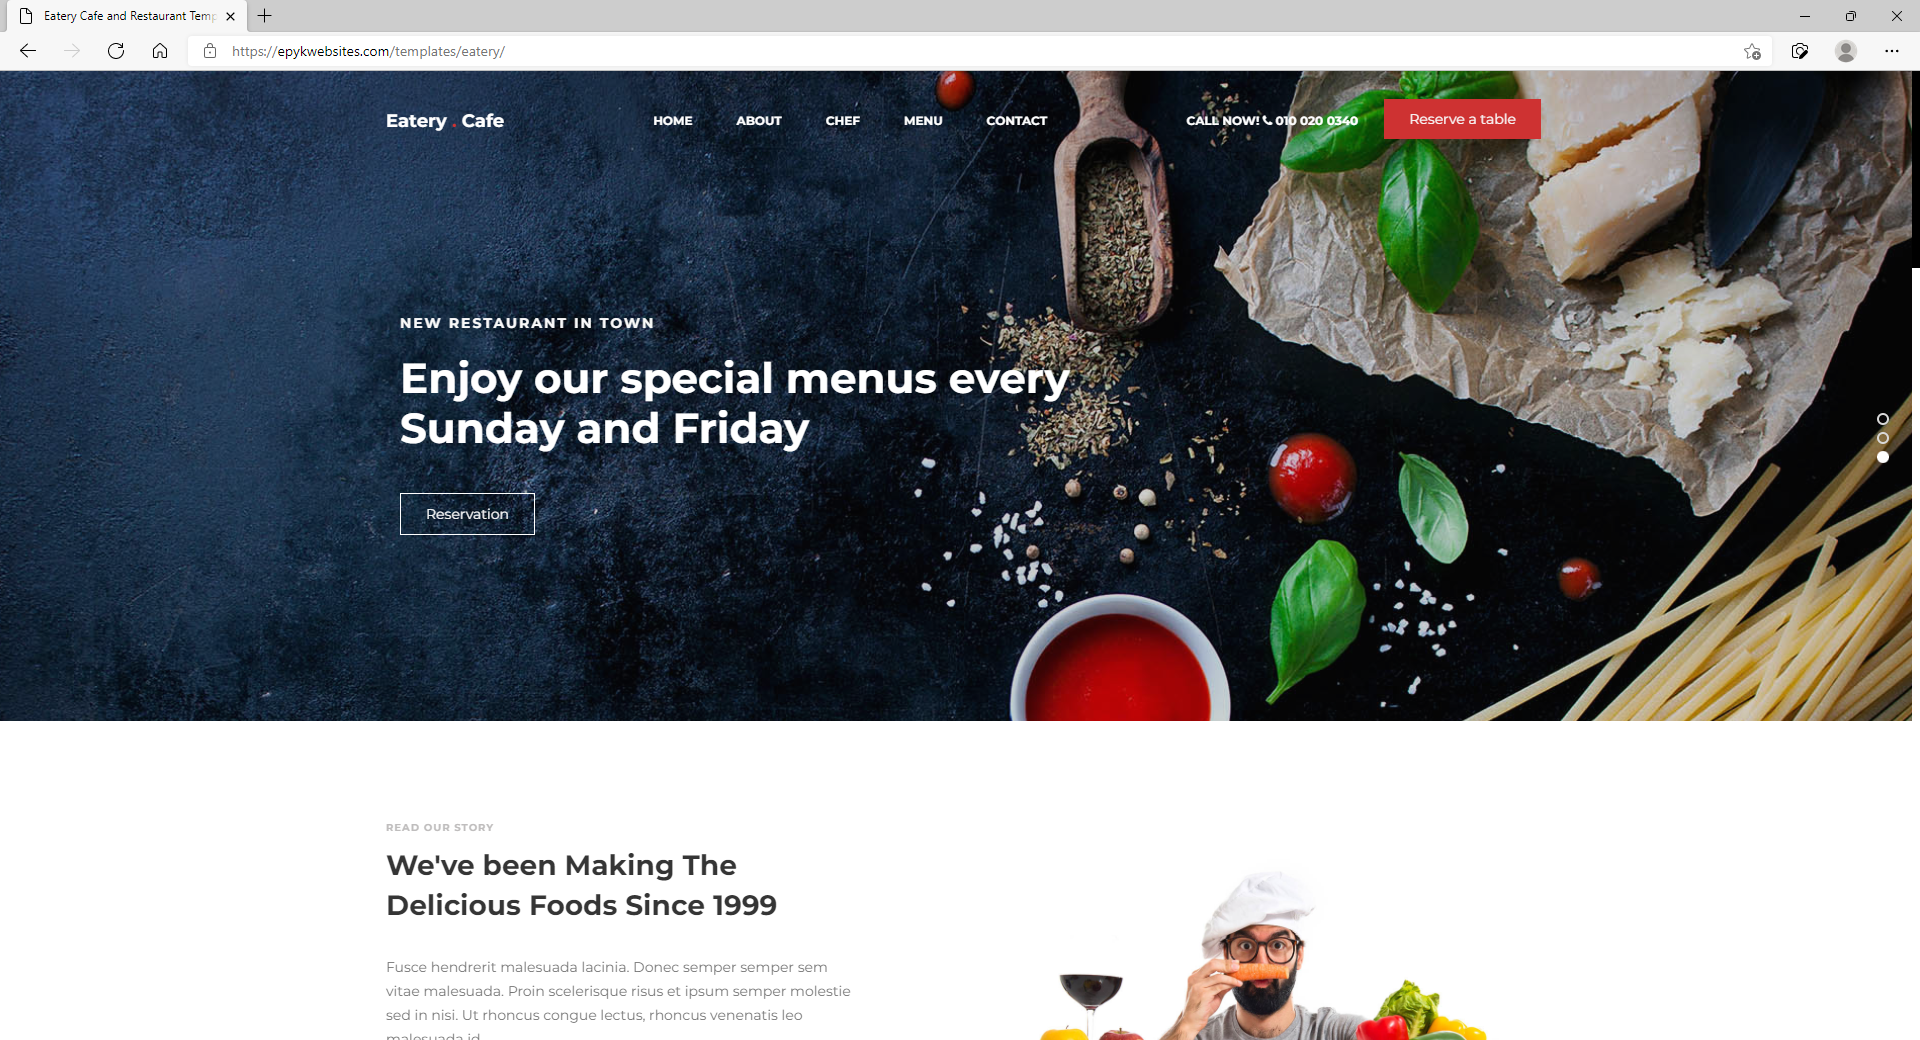 Eatery Cafe and Restaurant Temp
https://epykwebsites.com/templates/eatery/
Eatery . Cafe
HOME
ABOUT
CHEF
MENU
CONTACT
CALL NOW! 010 020 0340
Reserve a table
NEW RESTAURANT IN TOWN
Enjoy our special menus every
Sunday and Friday
Reservation
READ OUR STORY
We've been Making The
Delicious Foods Since 1999
Fusce hendrerit malesuada lacinia. Donec semper semper sem
vitae malesuada. Proin scelerisque risus et ipsum semper molestie
sed in nisi. Ut rhoncus congue lectus, rhoncus venenatis leo
malesuada id.